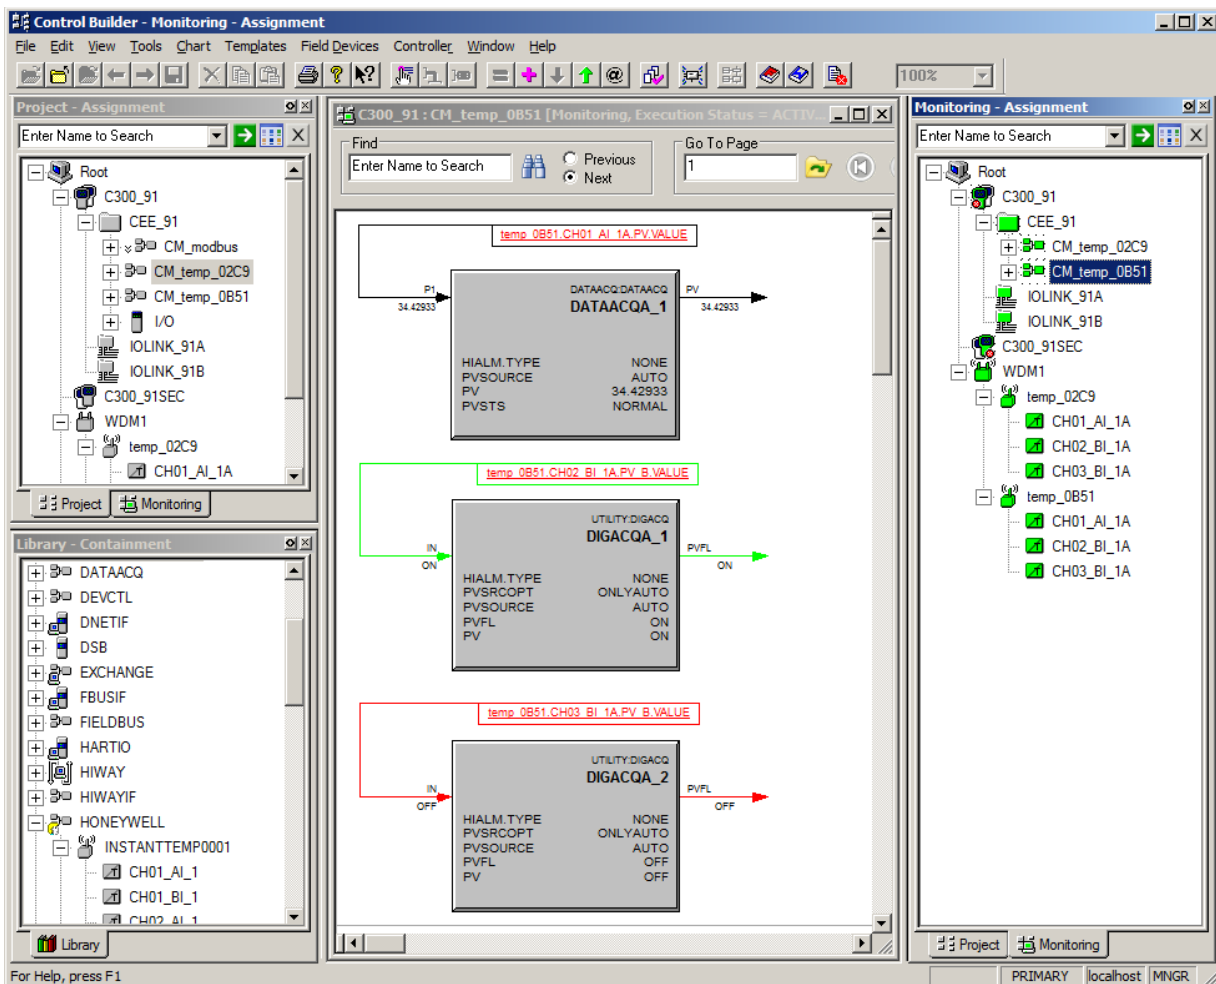 Control Builder - Monitoring - Assignment
File Edit View Tools Chart Templates Field Devices Controller Window Help
100%
Project - Assignment
Enter Name to Search
Root
C300_91
CEE_91
CM_modbus
CM_temp_02C9
CM_temp_0B51
I/O
IOLINK_91A
IOLINK_91B
C300_91SEC
WDM1
temp_02C9
CH01_AI_1A
Project Monitoring
Library - Containment
DATAACQ
DEVCTL
DNETIF
DSB
EXCHANGE
FBUSIF
FIELDBUS
HARTIO
HIWAY
HIWAYIF
HONEYWELL
INSTANTTEMP0001
CH01_AI_1
CH01_BI_1
CH02_AI_1
Library
C300_91 : CM_temp_0B51 [Monitoring, Execution Status = ACTIV...
Find
Enter Name to Search
Previous
Next
Go To Page
1
temp_0B51.CH01_AI_1A.PV.VALUE
P1
34.42933
DATAACQ:DATAACQ
DATAACQA_1
PV
34.42933
HIALM.TYPE NONE
PVSOURCE AUTO
PV 34.42933
PVSTS NORMAL
temp_0B51.CH02_BI_1A.PV_B.VALUE
IN
ON
UTILITY:DIGACQ
DIGACQA_1
PVFL
ON
HIALM.TYPE NONE
PVSRCOPT ONLYAUTO
PVSOURCE AUTO
PVFL ON
PV ON
temp_0B51.CH03_BI_1A.PV_B.VALUE
IN
OFF
UTILITY:DIGACQ
DIGACQA_2
PVFL
OFF
HIALM.TYPE NONE
PVSRCOPT ONLYAUTO
PVSOURCE AUTO
PVFL OFF
PV OFF
Monitoring - Assignment
Enter Name to Search
Root
C300_91
CEE_91
CM_temp_02C9
CM_temp_0B51
IOLINK_91A
IOLINK_91B
C300_91SEC
WDM1
temp_02C9
CH01_AI_1A
CH02_BI_1A
CH03_BI_1A
temp_0B51
CH01_AI_1A
CH02_BI_1A
CH03_BI_1A
Project Monitoring
For Help, press F1
PRIMARY localhost MNGR